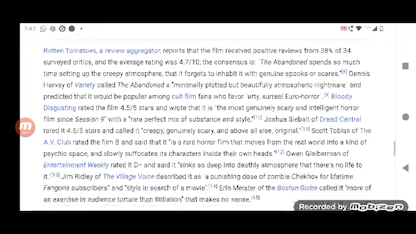 7:47
Rotten Tomatoes, a review aggregator, reports that the film received positive reviews from 38% of 34
surveyed critics, and the average rating was 4.7/10; the consensus is: The Abandoned spends so much
time setting up the creepy atmosphere, that it forgets to inhabit it with genuine spooks or scares."[8] Dennis
Harvey of Variety called The Abandoned a "minimally plotted but beautifully atmospheric nightmare" and
predicted that it would be popular among cult film fans who favor "arty, surreal Euro-horror".[9] Bloody
Disgusting rated the film 4.5/5 stars and wrote that it is "the most genuinely scary and intelligent horror
film since Session 9" with a "rare perfect mix of substance and style."[10] Joshua Siebalt of Dread Central
rated it 4.5/5 stars and called it "creepy, genuinely scary, and above all else, original".[11] Scott Tobias of The
A.V. Club rated the film B and said that it "is a rare horror film that moves from the real world into a kind of
psychic space, and slowly suffocates its characters inside their own heads."[12] Owen Gleiberman of
Entertainment Weekly rated it D− and said it "sinks so deep into deathly atmosphere that there's no life to
it".[13] Jim Ridley of The Village Voice described it as "a punishing dose of zombie Chekhov for lifetime
Fangoria subscribers" and "style in search of a movie".[14] Erin Meister of the Boston Globe called it "more of
an exercise in audience torture than titillation" that makes no sense.[15]
Recorded by Mobizen